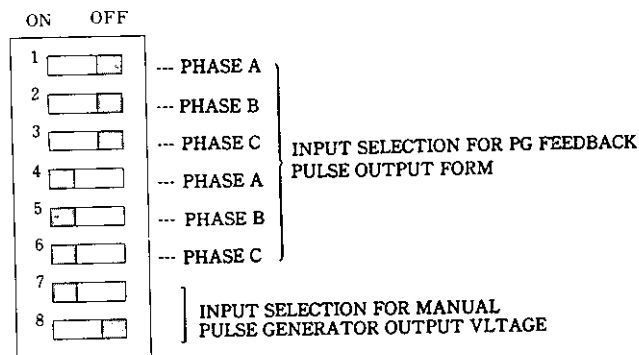 ON OFF
1 --- PHASE A
2 --- PHASE B
3 --- PHASE C
INPUT SELECTION FOR PG FEEDBACK
PULSE OUTPUT FORM
4 --- PHASE A
5 --- PHASE B
6 --- PHASE C
7
INPUT SELECTION FOR MANUAL
8
PULSE GENERATOR OUTPUT VLTAGE